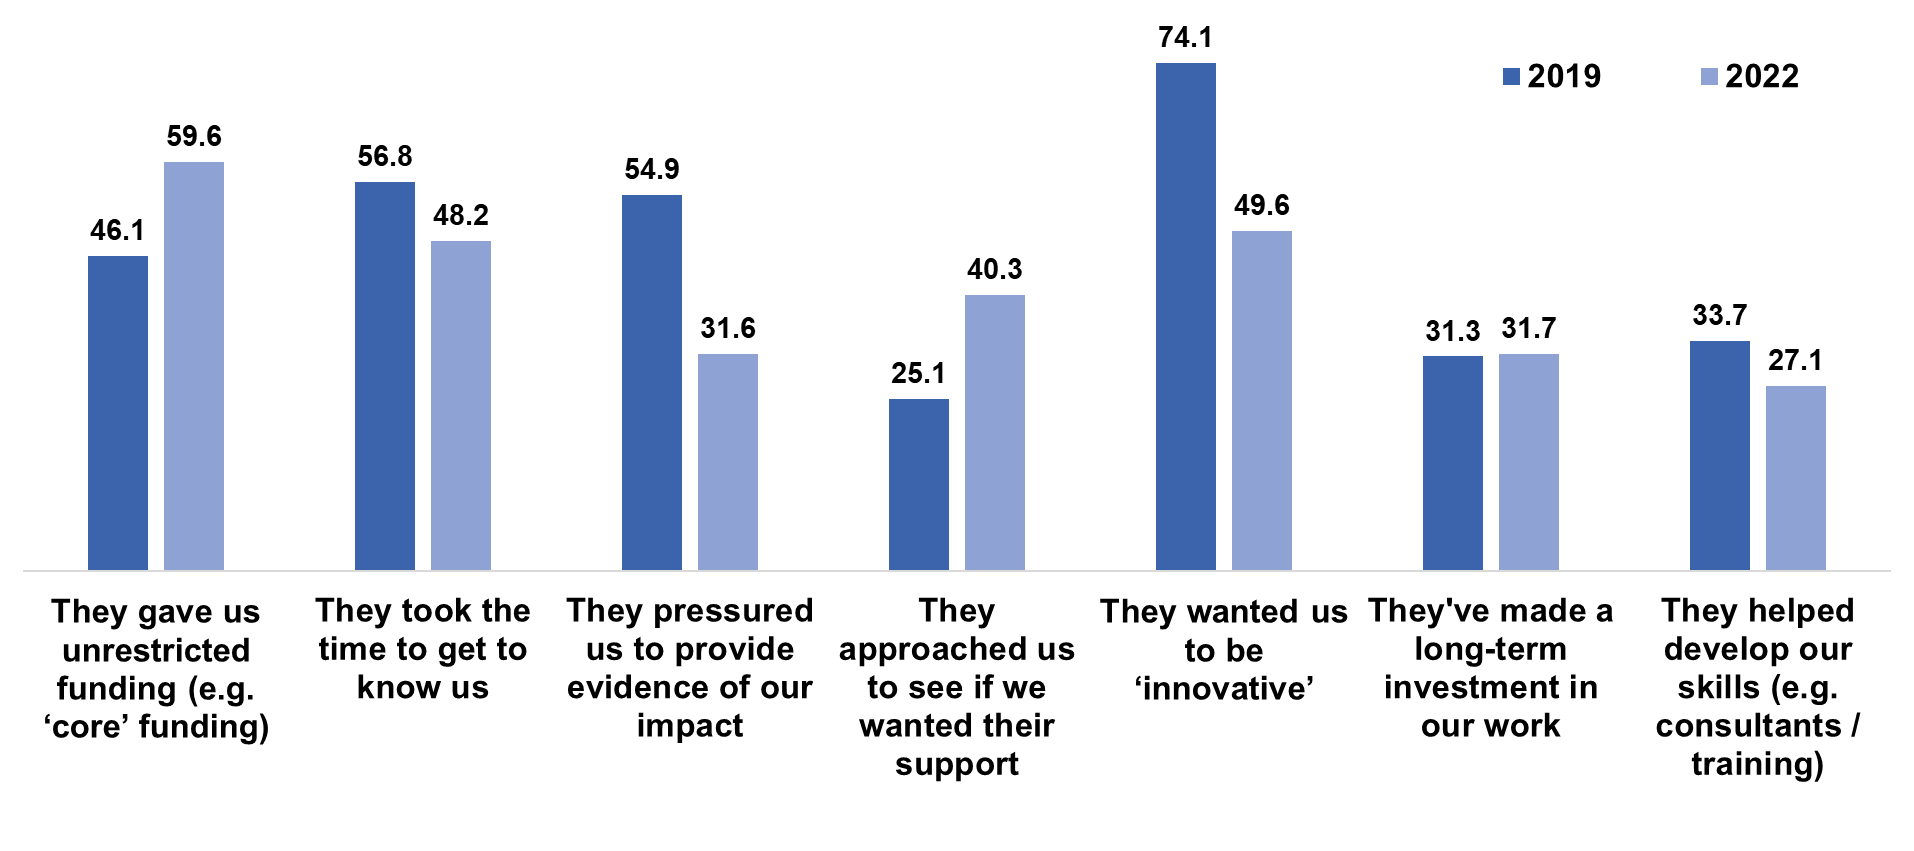 74.1
2019
2022
59.6
56.8
54.9
46.1
48.2
49.6
40.3
31.6
25.1
31.3
31.7
33.7
27.1
They gave us
unrestricted
funding (e.g.
‘core’ funding)
They took the
time to get to
know us
They pressured
us to provide
evidence of our
impact
They
approached us
to see if we
wanted their
support
They wanted us
to be
‘innovative’
They've made a
long-term
investment in
our work
They helped
develop our
skills (e.g.
consultants /
training)